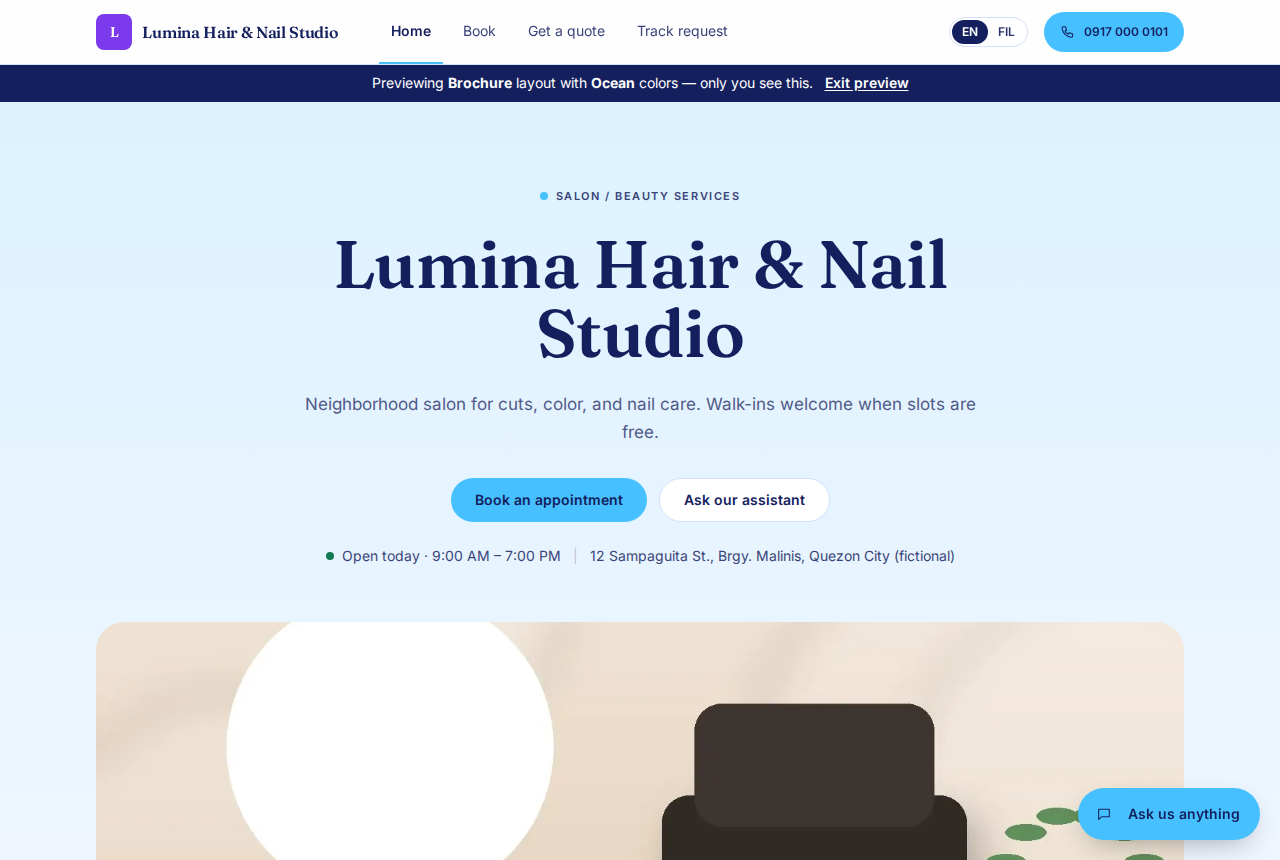 L
Lumina Hair & Nail Studio
Home
Book
Get a quote
Track request
EN
FIL
0917 000 0101
Previewing Brochure layout with Ocean colors — only you see this. Exit preview
SALON / BEAUTY SERVICES
Lumina Hair & Nail
Studio
Neighborhood salon for cuts, color, and nail care. Walk-ins welcome when slots are
free.
Book an appointment
Ask our assistant
Open today · 9:00 AM – 7:00 PM | 12 Sampaguita St., Brgy. Malinis, Quezon City (fictional)
Ask us anything